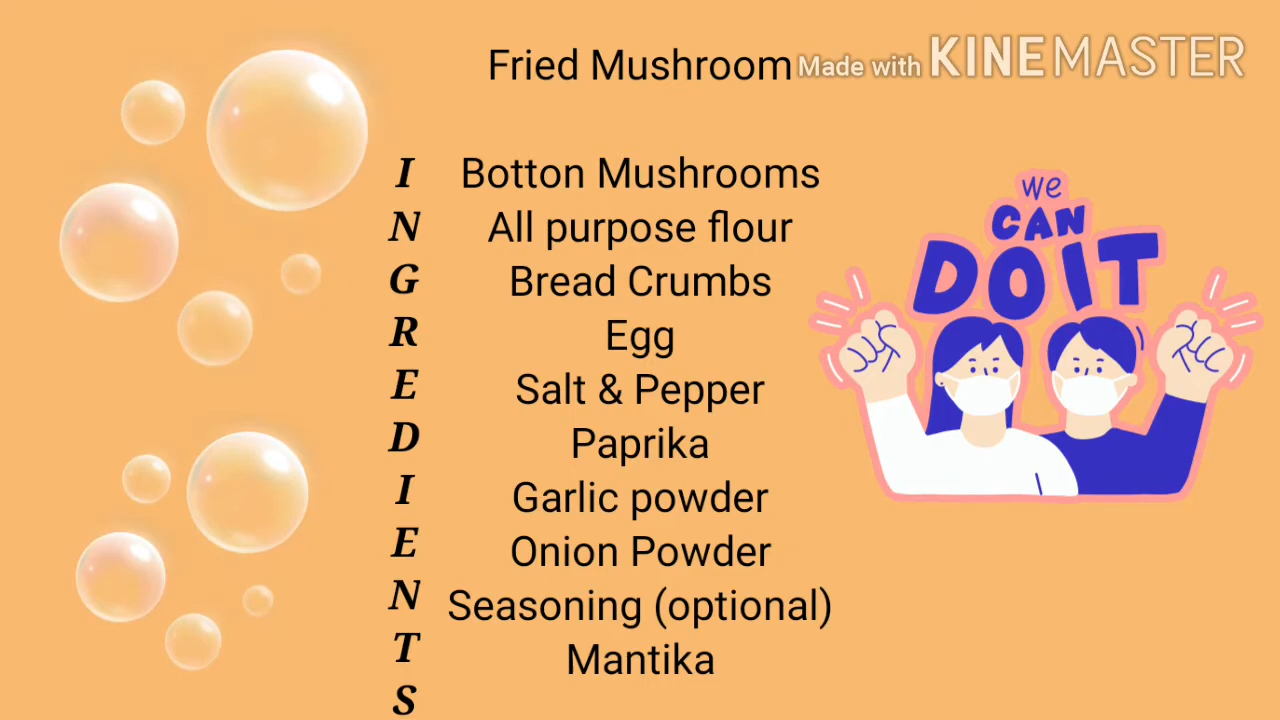 Fried Mushroom
Made with KINEMASTER
I
N
G
R
E
D
I
E
N
T
S
Botton Mushrooms
All purpose flour
Bread Crumbs
Egg
Salt & Pepper
Paprika
Garlic powder
Onion Powder
Seasoning (optional)
Mantika
We
CAN
DO IT